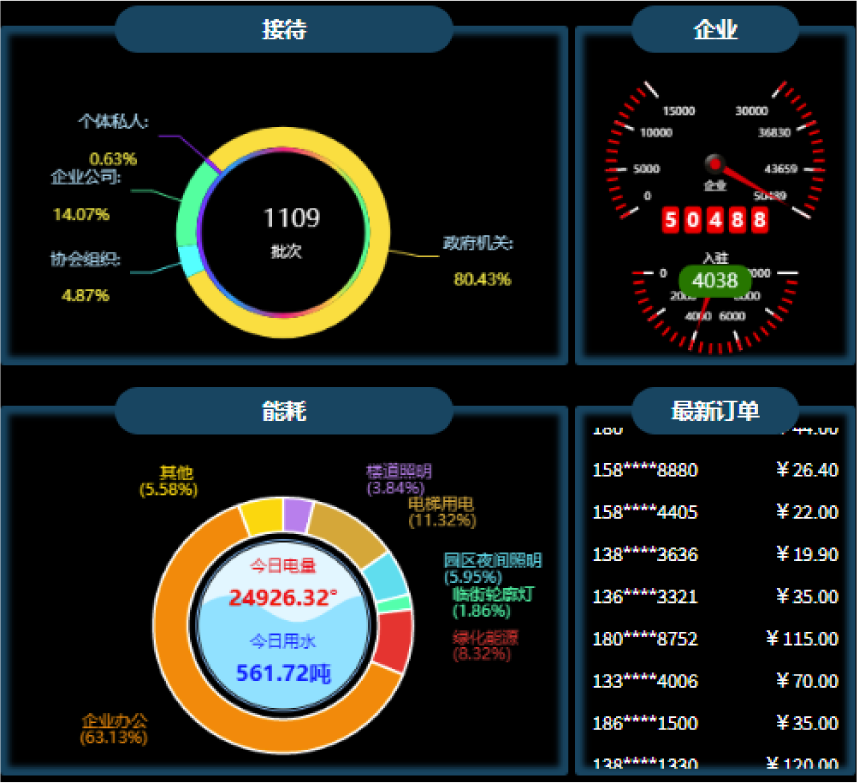 接待
个体私人:
0.63%
企业公司:
14.07%
协会组织:
4.87%
1109
批次
政府机关:
80.43%
企业
15000
30000
10000
36830
5000
43659
0
50489
企业
50488
入驻
0
4038
4000
6000
能耗
其他
(5.58%)
楼道照明
(3.84%)
电梯用电
(11.32%)
园区夜间照明
(5.95%)
临街轮廓灯
(1.86%)
绿化能源
(8.32%)
今日电量
24926.32°
今日用水
561.72吨
企业办公
(63.13%)
最新订单
158****8880 ￥26.40
158****4405 ￥22.00
138****3636 ￥19.90
136****3321 ￥35.00
180****8752 ￥115.00
133****4006 ￥70.00
186****1500 ￥35.00
138****1330 ￥120.00